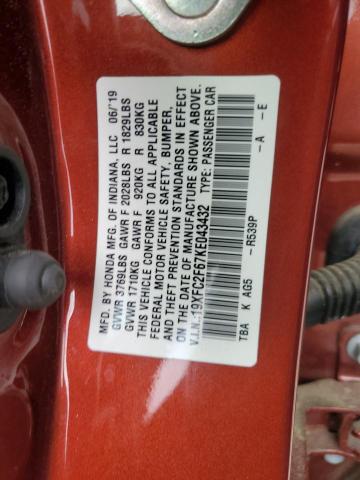 MFD. BY HONDA MFG. OF INDIANA, LLC 06/19
GVWR 3769LBS GAWR F 2028LBS R 1829LBS
GVWR 1710KG GAWR F 920KG R 830KG
THIS VEHICLE CONFORMS TO ALL APPLICABLE
FEDERAL MOTOR VEHICLE SAFETY, BUMPER,
AND THEFT PREVENTION STANDARDS IN EFFECT
ON THE DATE OF MANUFACTURE SHOWN ABOVE.
V.I.N.: 19XFC2F67KE043432 TYPE: PASSENGER CAR
-R539P -A -E
TBA K AG5